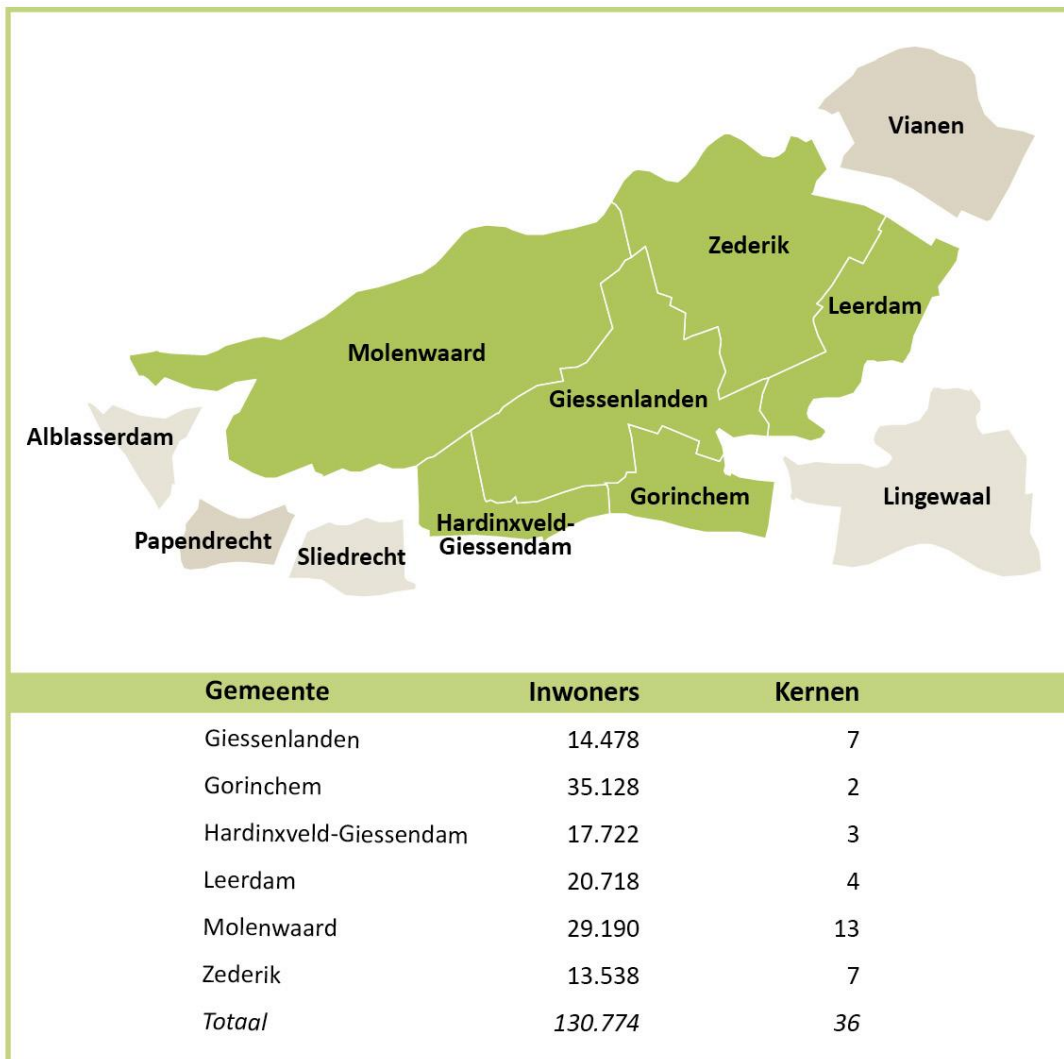 Vianen
Zederik
Leerdam
Molenwaard
Giessenlanden
Alblasserdam
Gorinchem
Lingewaal
Hardinxveld-
Giessendam
Papendrecht
Sliedrecht
Gemeente Inwoners Kernen
Giessenlanden 14.478 7
Gorinchem 35.128 2
Hardinxveld-Giessendam 17.722 3
Leerdam 20.718 4
Molenwaard 29.190 13
Zederik 13.538 7
Totaal 130.774 36